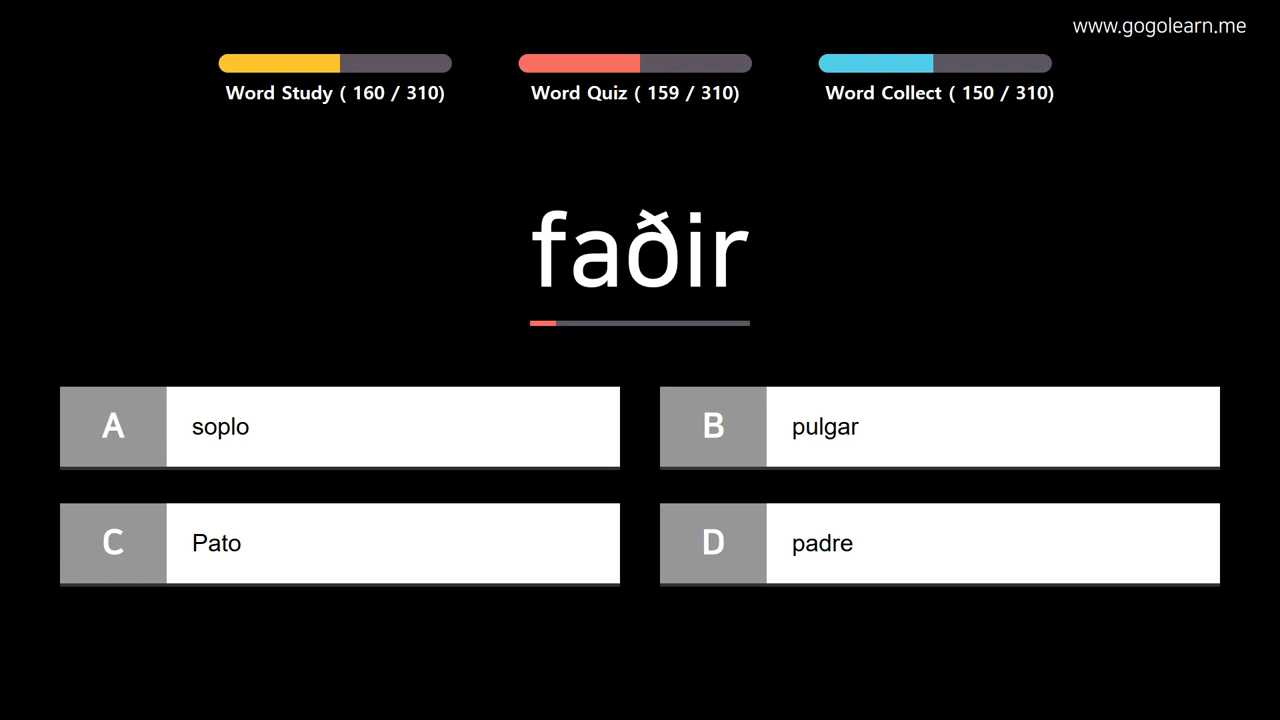 www.gogolearn.me
Word Study ( 160 / 310)
Word Quiz ( 159 / 310)
Word Collect ( 150 / 310)
faðir
A soplo
B pulgar
C Pato
D padre